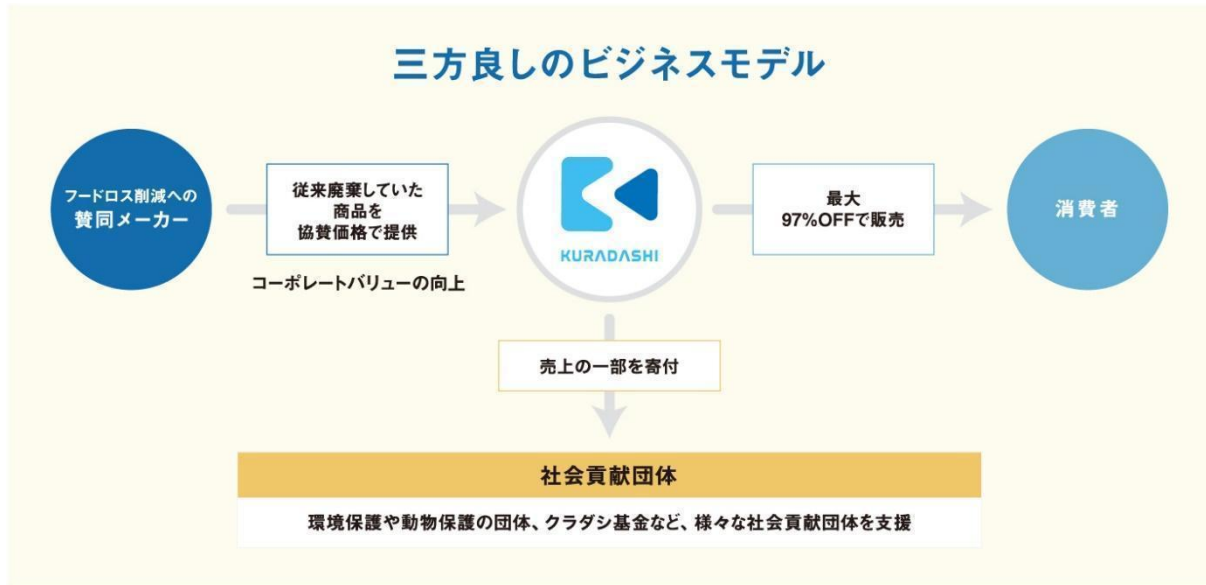 三方良しのビジネスモデル
フードロス削減への
賛同メーカー
従来廃棄していた
商品を
協賛価格で提供
コーポレートバリューの向上
KURADASHI
最大
97%OFFで販売
消費者
売上の一部を寄付
社会貢献団体
環境保護や動物保護の団体、クラダシ基金など、様々な社会貢献団体を支援